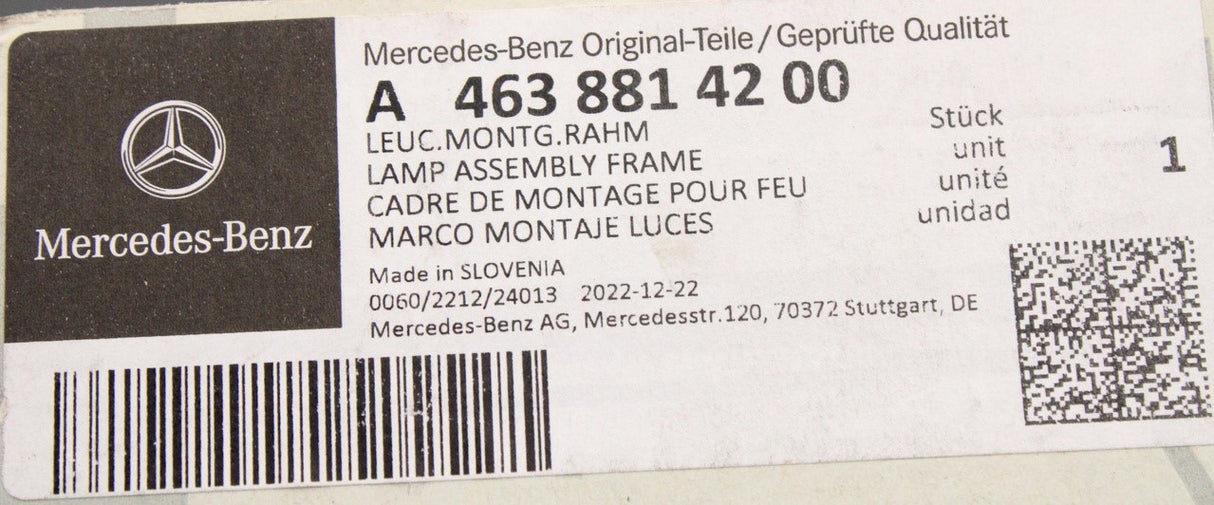 Mercedes-Benz
Mercedes-Benz Original-Teile/Geprüfte Qualität
A 463 881 42 00
LEUC.MONTG.RAHM
LAMP ASSEMBLY FRAME
CADRE DE MONTAGE POUR FEU
MARCO MONTAJE LUCES
Stück
unit
unité
unidad
1
Made in SLOVENIA
0060/2212/24013 2022-12-22
Mercedes-Benz AG, Mercedesstr.120, 70372 Stuttgart, DE